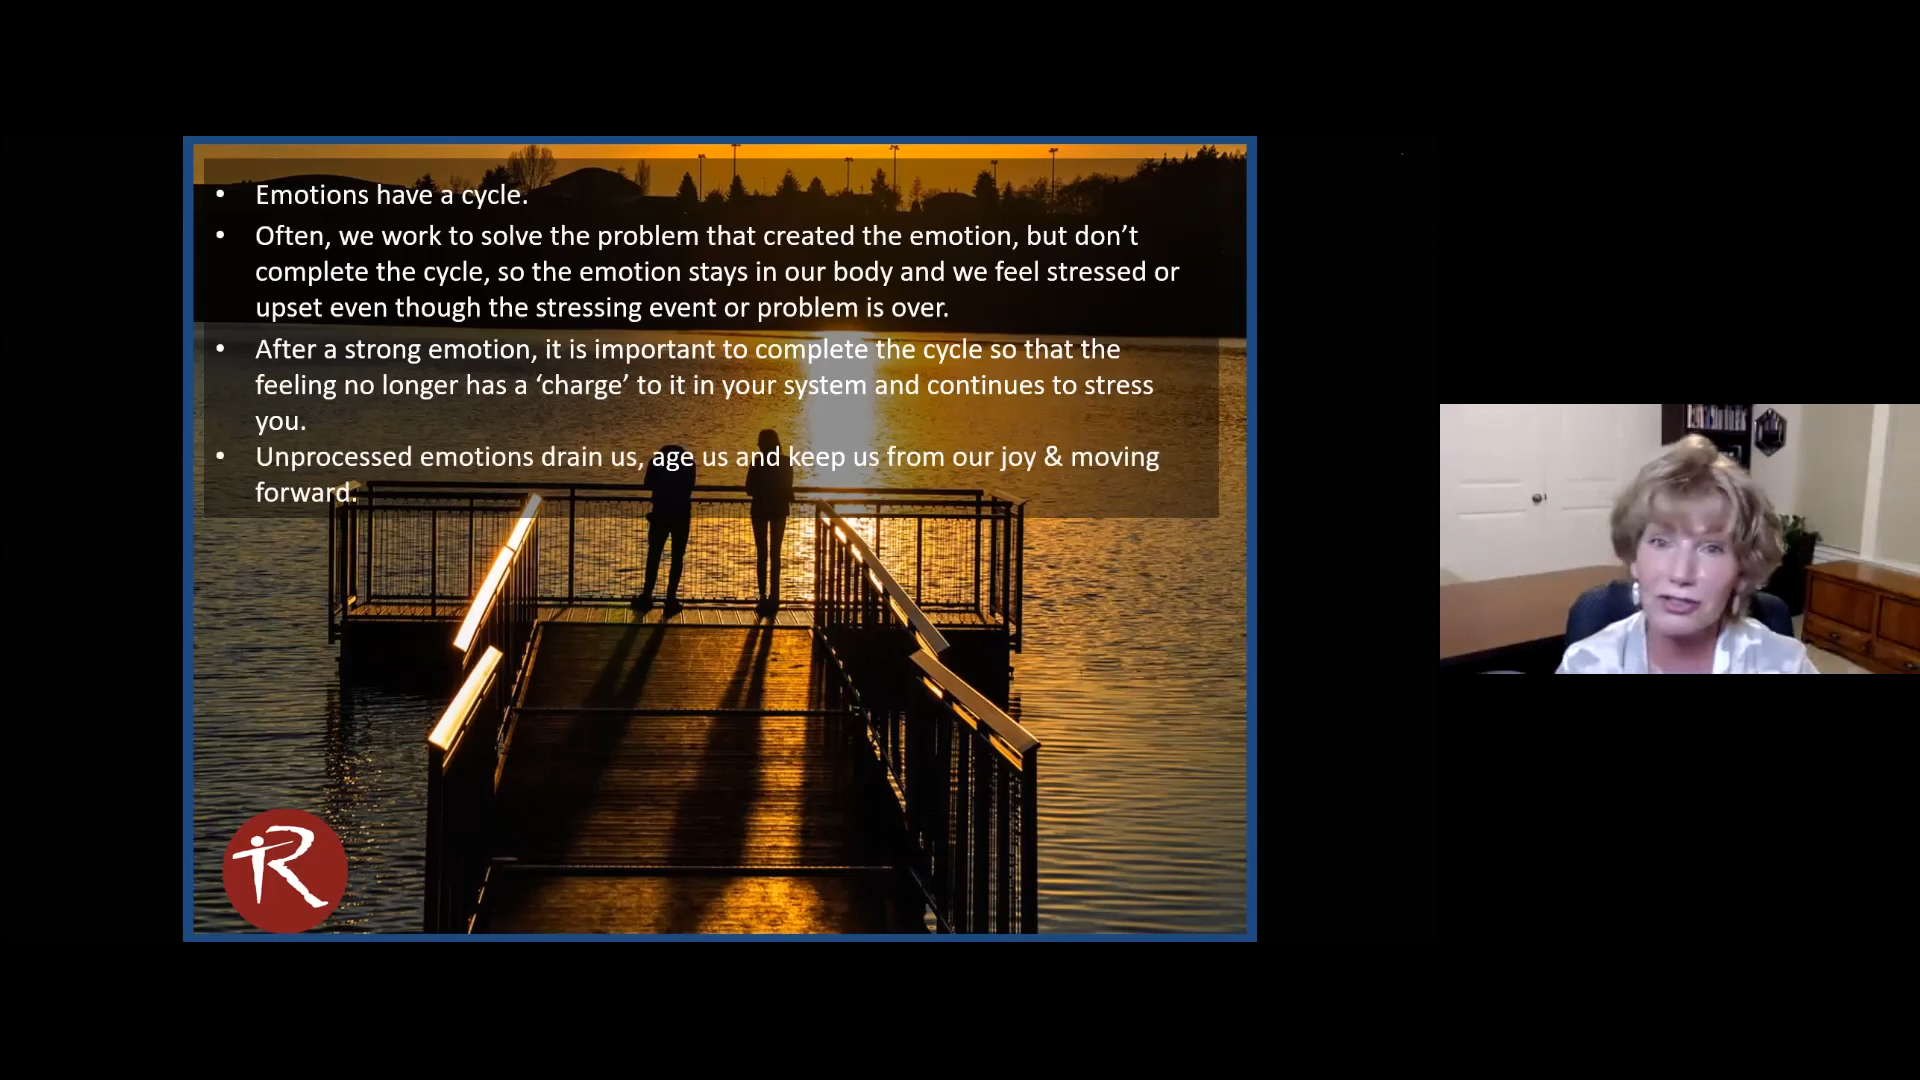 • Emotions have a cycle.
• Often, we work to solve the problem that created the emotion, but don’t
complete the cycle, so the emotion stays in our body and we feel stressed or
upset even though the stressing event or problem is over.
• After a strong emotion, it is important to complete the cycle so that the
feeling no longer has a ‘charge’ to it in your system and continues to stress
you.
• Unprocessed emotions drain us, age us and keep us from our joy & moving
forward.
R